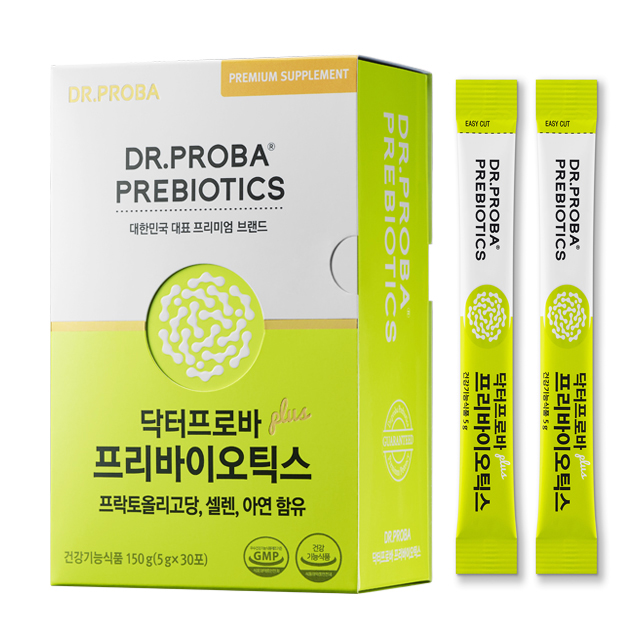 DR.PROBA
PREMIUM SUPPLEMENT
DR.PROBA®
PREBIOTICS
대한민국 대표 프리미엄 브랜드
닥터프로바 plus
프리바이오틱스
프락토올리고당, 셀렌, 아연 함유
건강기능식품 150g(5g×30포)
GMP
건강
기능식품
DR.PROBA®
PREBIOTICS
GUARANTEED
DR.PROBA
닥터프로바 프리바이오틱스
EASY CUT
DR.PROBA®
PREBIOTICS
닥터프로바 plus
프리바이오틱스
건강기능식품 5g
EASY CUT
DR.PROBA®
PREBIOTICS
닥터프로바 plus
프리바이오틱스
건강기능식품 5g